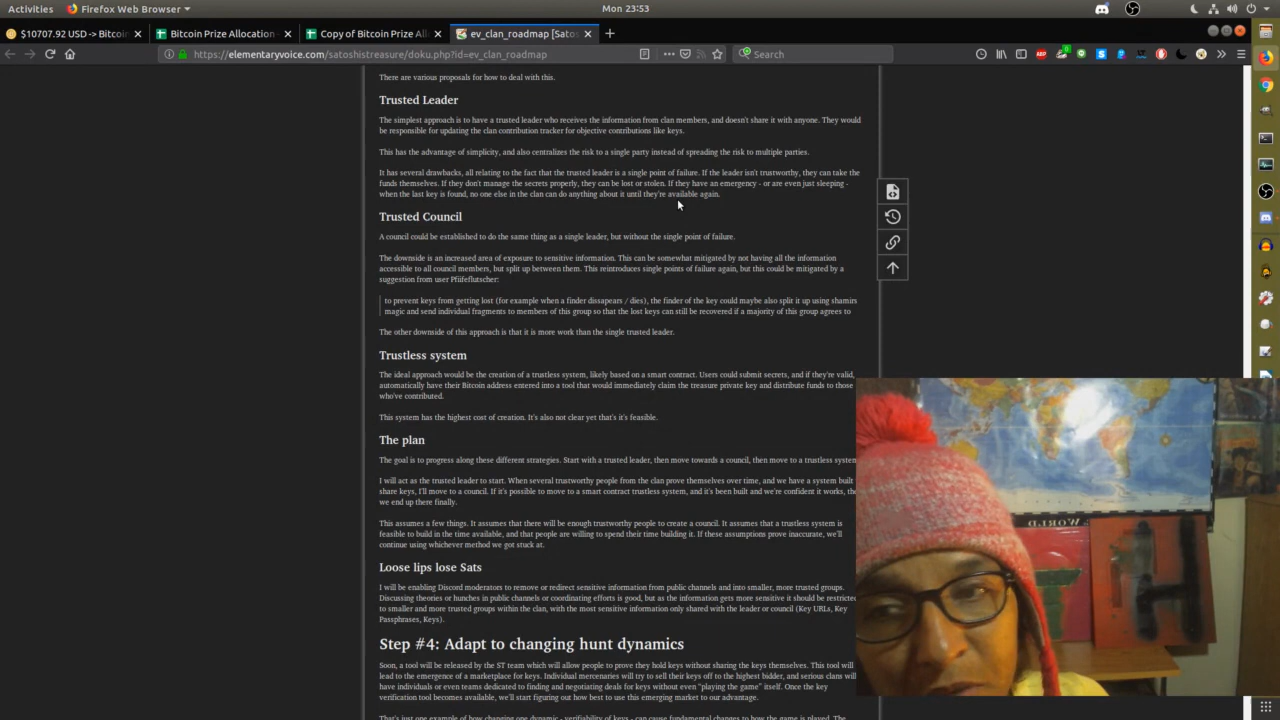 Activities
Firefox Web Browser
Mon 23:53
$10707.92 USD -> Bitcoin
Bitcoin Prize Allocation -
Copy of Bitcoin Prize Al
ev_clan_roadmap [Satos
https://elementaryvoice.com/satoshistreasure/doku.php?id=ev_clan_roadmap
Search
There are various proposals for how to deal with this.
Trusted Leader
The simplest approach is to have a trusted leader who receives the information from clan members, and doesn't share it with anyone. They would
be responsible for updating the clan contribution tracker for objective contributions like keys.
This has the advantage of simplicity, and also centralizes the risk to a single party instead of spreading the risk to multiple parties.
It has several drawbacks, all relating to the fact that the trusted leader is a single point of failure. If the leader isn't trustworthy, they can take the
funds themselves. If they don't manage the secrets properly, they can be lost or stolen. If they have an emergency - or are even just sleeping -
when the last key is found, no one else in the clan can do anything about it until they're available again.
Trusted Council
A council could be established to do the same thing as a single leader, but without the single point of failure.
The downside is an increased area of exposure to sensitive information. This can be somewhat mitigated by not having all the information
accessible to all council members, but split up between them. This reintroduces single points of failure again, but this could be mitigated by a
suggestion from user Pfiifeflutscher:
to prevent keys from getting lost (for example when a finder dissapears / dies), the finder of the key could maybe also split it up using shamirs
magic and send individual fragments to members of this group so that the lost keys can still be recovered if a majority of this group agrees to
The other downside of this approach is that it is more work than the single trusted leader.
Trustless system
The ideal approach would be the creation of a trustless system, likely based on a smart contract. Users could submit secrets, and if they're valid,
automatically have their Bitcoin address entered into a tool that would immediately claim the treasure private key and distribute funds to those
who've contributed.
This system has the highest cost of creation. It's also not clear yet that's it's feasible.
The plan
The goal is to progress along these different strategies. Start with a trusted leader, then move towards a council, then move to a trustless system
I will act as the trusted leader to start. When several trustworthy people from the clan prove themselves over time, and we have a system built
share keys, I'll move to a council. If it's possible to move to a smart contract trustless system, and it's been built and we're confident it works, the
we end up there finally.
This assumes a few things. It assumes that there will be enough trustworthy people to create a council. It assumes that a trustless system is
feasible to build in the time available, and that people are willing to spend their time building it. If these assumptions prove inaccurate, we'll
continue using whichever method we got stuck at.
Loose lips lose Sats
I will be enabling Discord moderators to remove or redirect sensitive information from public channels and into smaller, more trusted groups.
Discussing theories or hunches in public channels or coordinating efforts is good, but as the information gets more sensitive it should be restricted
to smaller and more trusted groups within the clan, with the most sensitive information only shared with the leader or council (Key URLs, Key
Passphrases, Keys).
Step #4: Adapt to changing hunt dynamics
Soon, a tool will be released by the ST team which will allow people to prove they hold keys without sharing the keys themselves. This tool will
lead to the emergence of a marketplace for keys. Individual mercenaries will try to sell their keys off to the highest bidder, and serious clans will
have individuals or even teams dedicated to finding and negotiating deals for keys without even "playing the game" itself. Once the key
verification tool becomes available, we'll start figuring out how best to use this emerging market to our advantage.
That's just one example of how changing one dynamic - verifiability of keys - can cause fundamental changes to how the game is played. The
WORLD